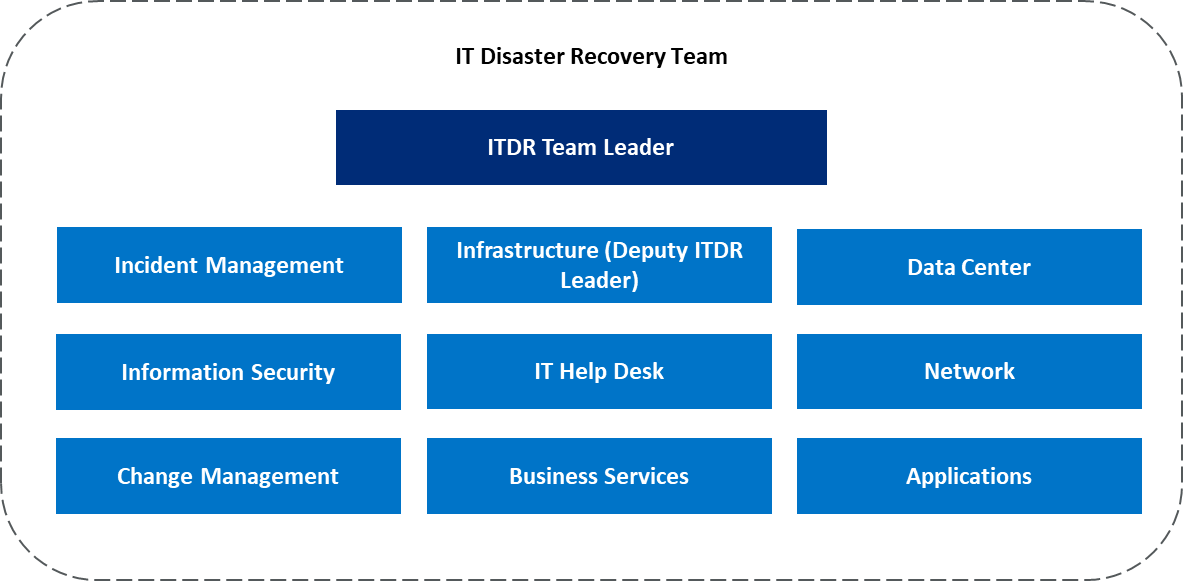 IT Disaster Recovery Team
ITDR Team Leader
Incident Management
Infrastructure (Deputy ITDR
Leader)
Data Center
Information Security
IT Help Desk
Network
Change Management
Business Services
Applications